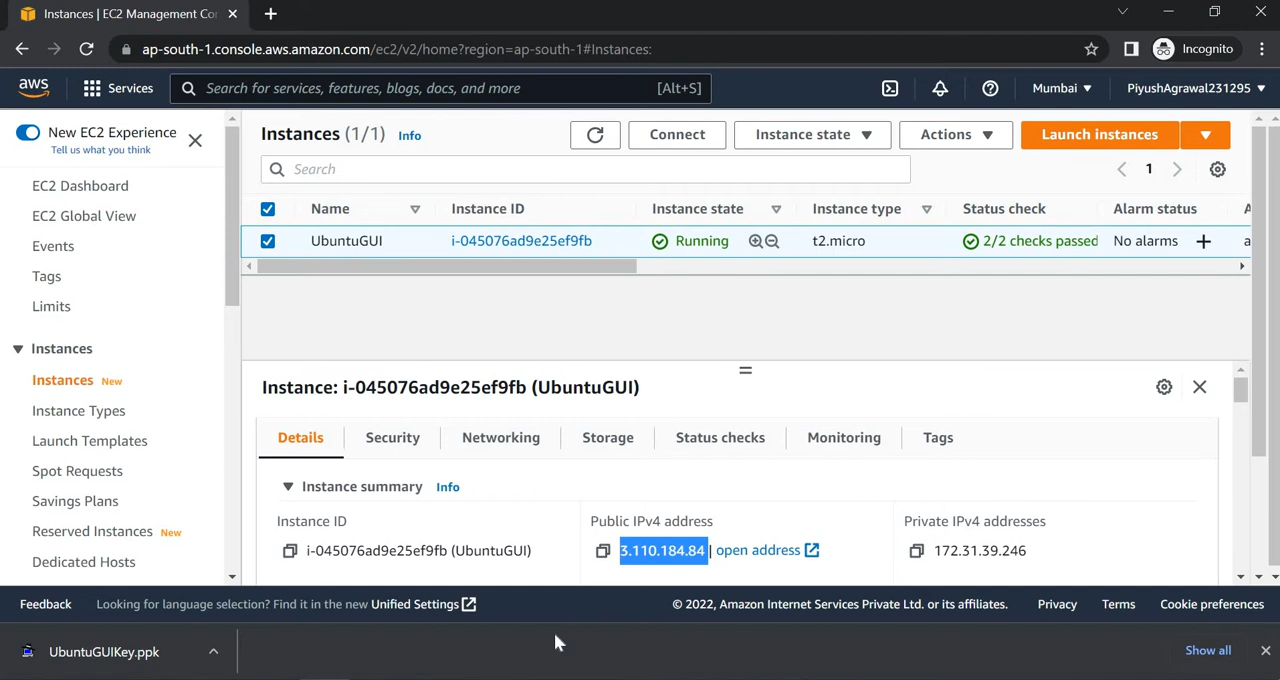 Instances | EC2 Management Cor
ap-south-1.console.aws.amazon.com/ec2/v2/home?region=ap-south-1#Instances:
Incognito
aws
Services
Search for services, features, blogs, docs, and more
[Alt+S]
Mumbai
PiyushAgrawal231295
New EC2 Experience
Tell us what you think
EC2 Dashboard
EC2 Global View
Events
Tags
Limits
Instances
Instances New
Instance Types
Launch Templates
Spot Requests
Savings Plans
Reserved Instances New
Dedicated Hosts
Instances (1/1) Info
Connect
Instance state
Actions
Launch instances
Search
1
Name Instance ID Instance state Instance type Status check Alarm status A
UbuntuGUI i-045076ad9e25ef9fb Running t2.micro 2/2 checks passed No alarms + a
Instance: i-045076ad9e25ef9fb (UbuntuGUI)
Details Security Networking Storage Status checks Monitoring Tags
Instance summary Info
Instance ID
i-045076ad9e25ef9fb (UbuntuGUI)
Public IPv4 address
3.110.184.84 | open address
Private IPv4 addresses
172.31.39.246
Feedback
Looking for language selection? Find it in the new Unified Settings
© 2022, Amazon Internet Services Private Ltd. or its affiliates.
Privacy
Terms
Cookie preferences
UbuntuGUIKey.ppk
Show all